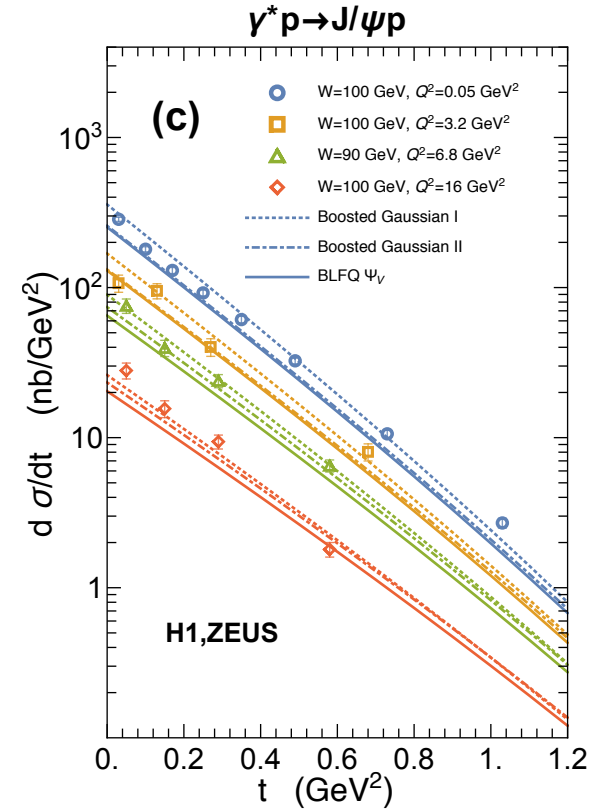 γ*p→J/ψp
(c)
W=100 GeV, Q²=0.05 GeV²
W=100 GeV, Q²=3.2 GeV²
W=90 GeV, Q²=6.8 GeV²
W=100 GeV, Q²=16 GeV²
Boosted Gaussian I
Boosted Gaussian II
BLFQ Ψ_V
10³
10²
10
1
d σ/dt (nb/GeV²)
H1,ZEUS
0. 0.2 0.4 0.6 0.8 1. 1.2
t (GeV²)